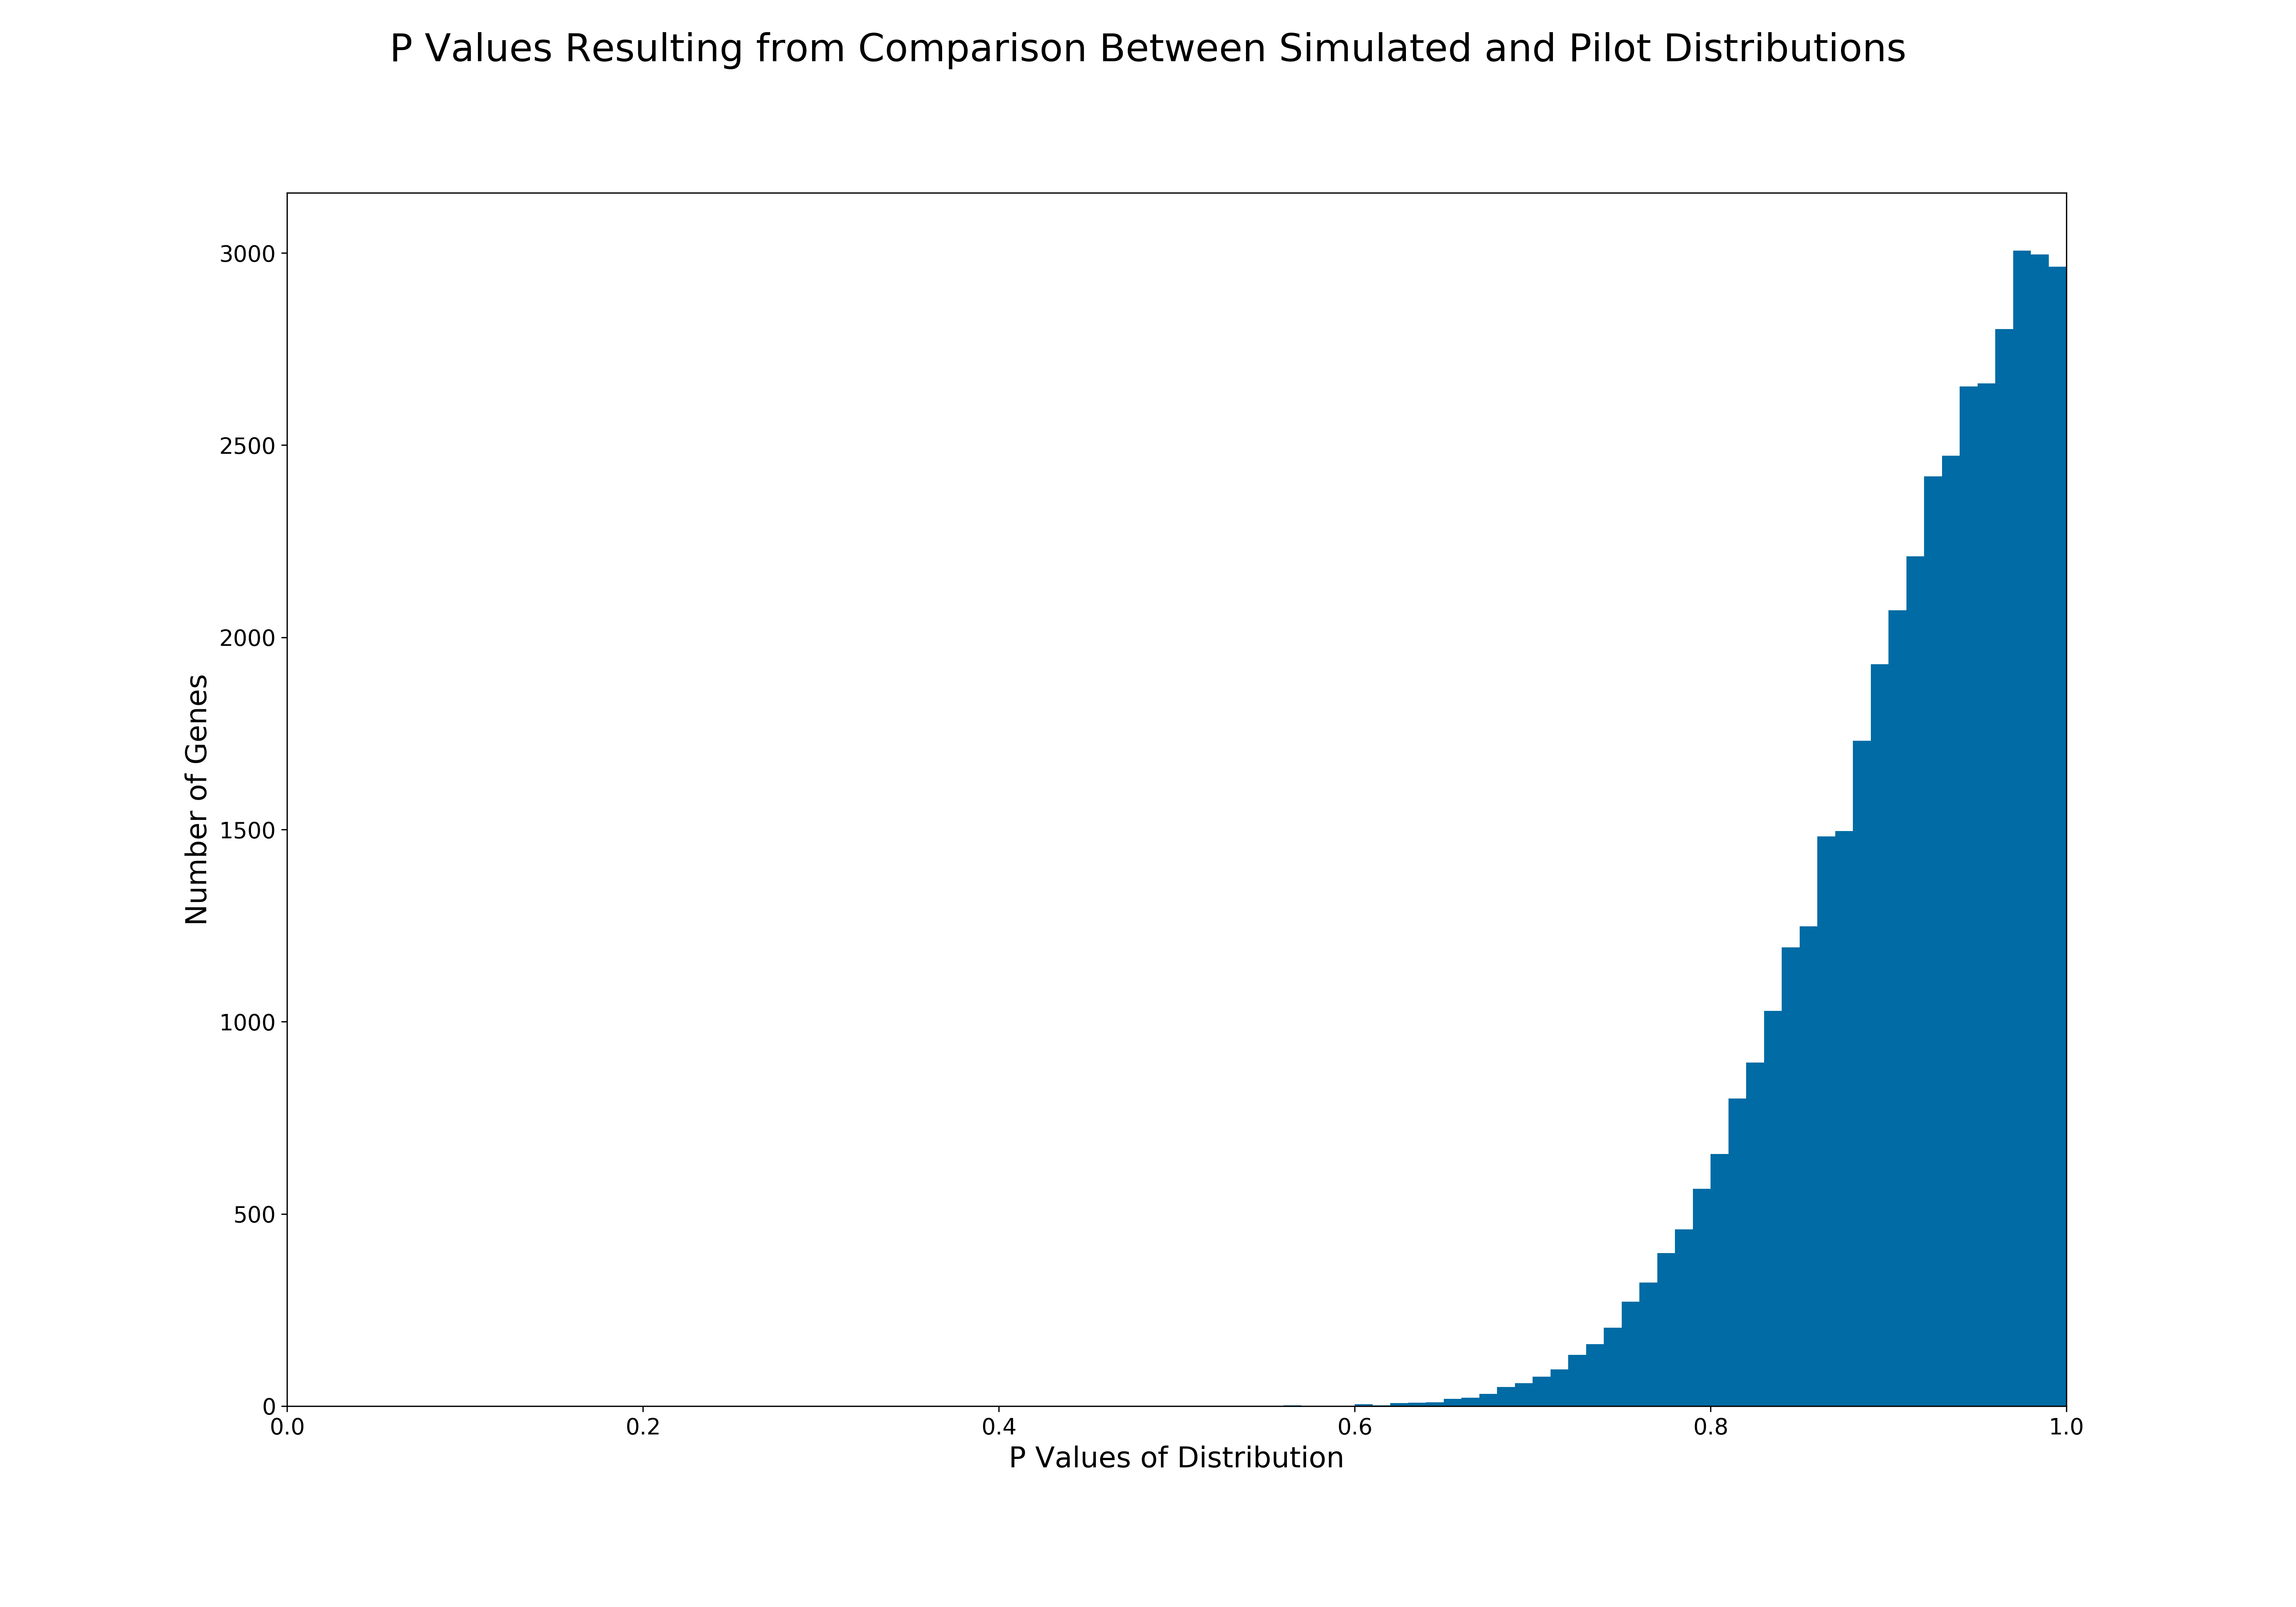 P Values Resulting from Comparison Between Simulated and Pilot Distributions
3000
2500
2000
1500
1000
500
0
Number of Genes
0.0 0.2 0.4 0.6 0.8 1.0
P Values of Distribution